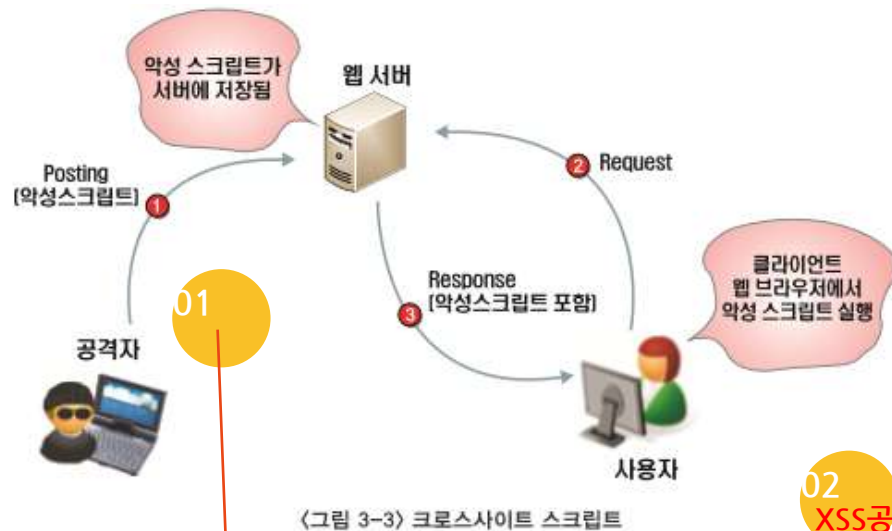 악성 스크립트가
서버에 저장됨
웹 서버
Posting
(악성스크립트)
1
2
Request
클라이언트
웹 브라우저에서
악성 스크립트 실행
Response
(악성스크립트 포함)
3
01
공격자
사용자
02
XSS공
<그림 3-3> 크로스사이트 스크립트